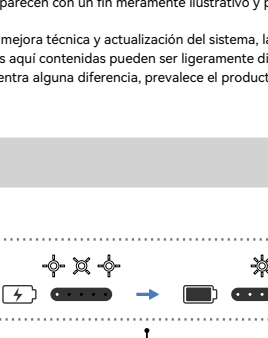 parecen con un fin meramente ilustrativo y p
mejora técnica y actualización del sistema, la
s aquí contenidas pueden ser ligeramente di
entra alguna diferencia, prevalece el product